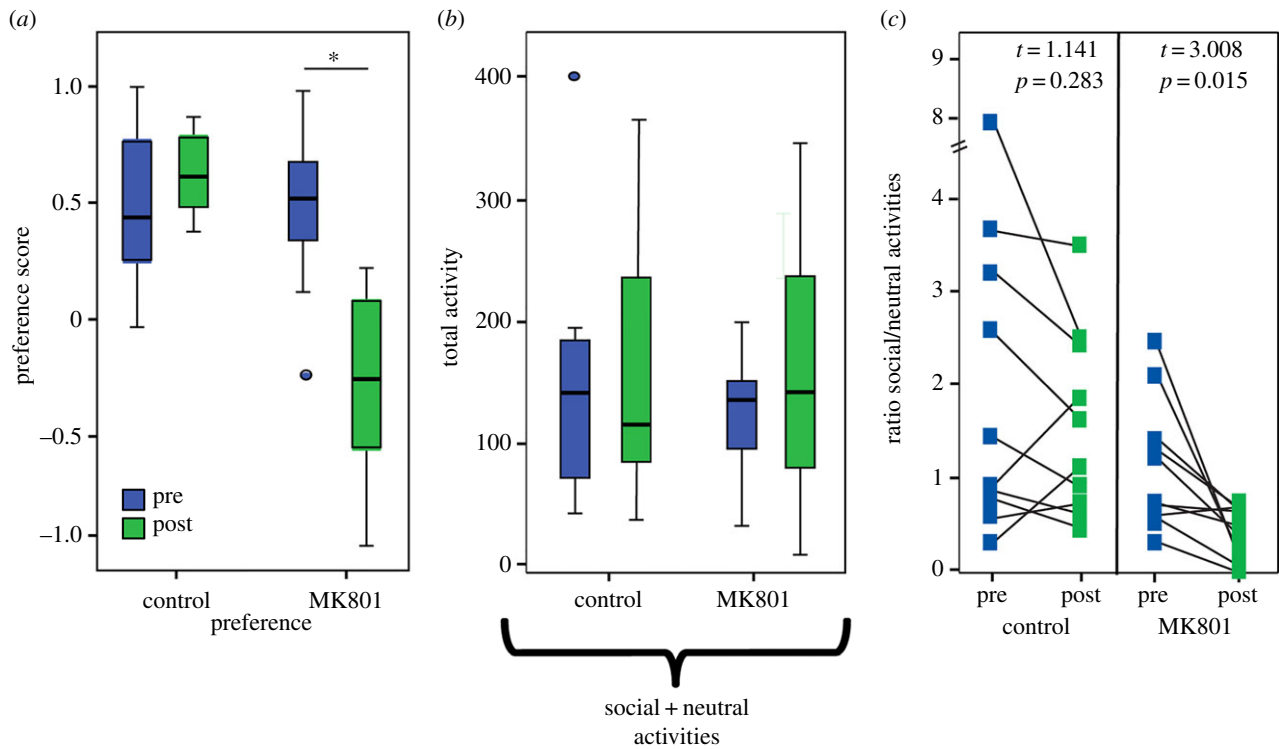 (a)
preference score
1.0
0.5
0
–0.5
–1.0
*
pre
post
control
MK801
preference
(b)
total activity
400
300
200
100
0
control
MK801
social + neutral
activities
(c)
ratio social/neutral activities
9
8
4
3
2
1
0
t = 1.141
p = 0.283
t = 3.008
p = 0.015
pre
post
pre
post
control
MK801